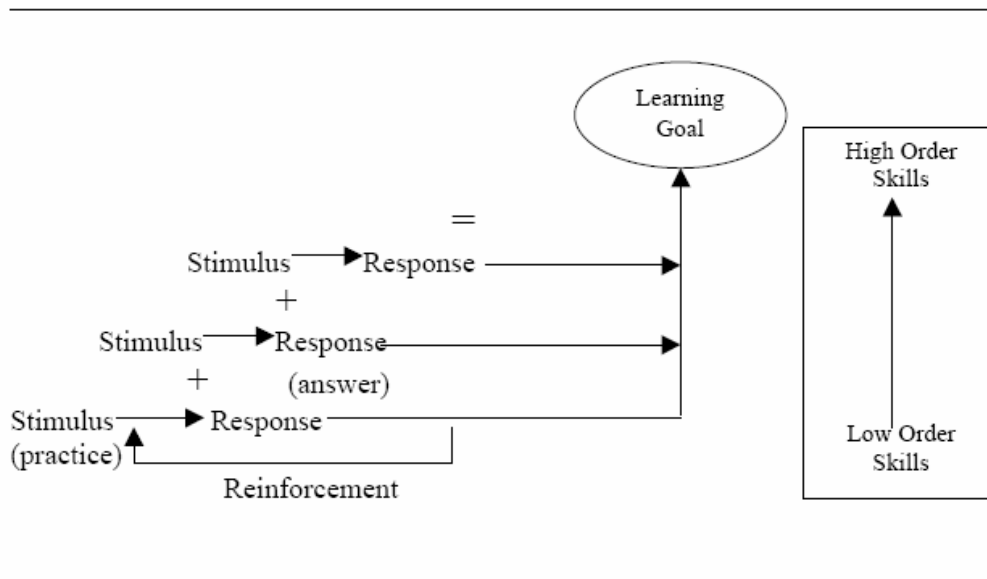 Learning
Goal
High Order
Skills
=
Stimulus Response
+
Stimulus Response
+ (answer)
Stimulus Response
(practice)
Low Order
Skills
Reinforcement